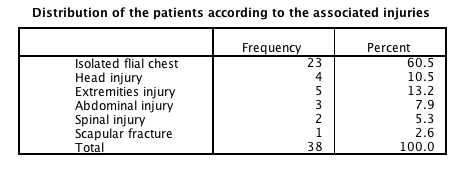 Distribution of the patients according to the associated injuries
Frequency Percent
Isolated flial chest 23 60.5
Head injury 4 10.5
Extremities injury 5 13.2
Abdominal injury 3 7.9
Spinal injury 2 5.3
Scapular fracture 1 2.6
Total 38 100.0